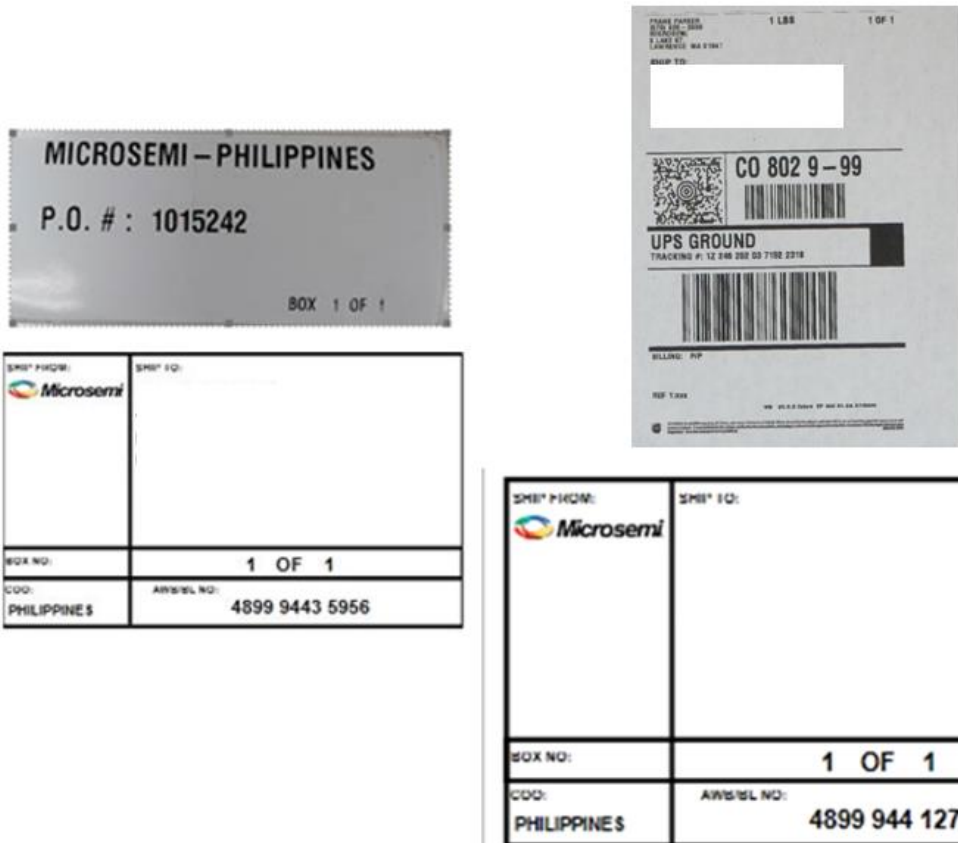 MICROSEMI – PHILIPPINES
P.O. # : 1015242
BOX 1 OF 1
SHIP FROM:
SHIP TO:
Microsemi
BOX NO:
1 OF 1
COO:
AWB/BL NO:
PHILIPPINES
4899 9443 5956
1 LBS
1 OF 1
SHIP TO:
CO 802 9 – 99
UPS GROUND
TRACKING #: 1Z
BILLING: P/P
SHIP FROM:
SHIP TO:
Microsemi
BOX NO:
1 OF 1
COO:
AWB/BL NO:
PHILIPPINES
4899 944 127